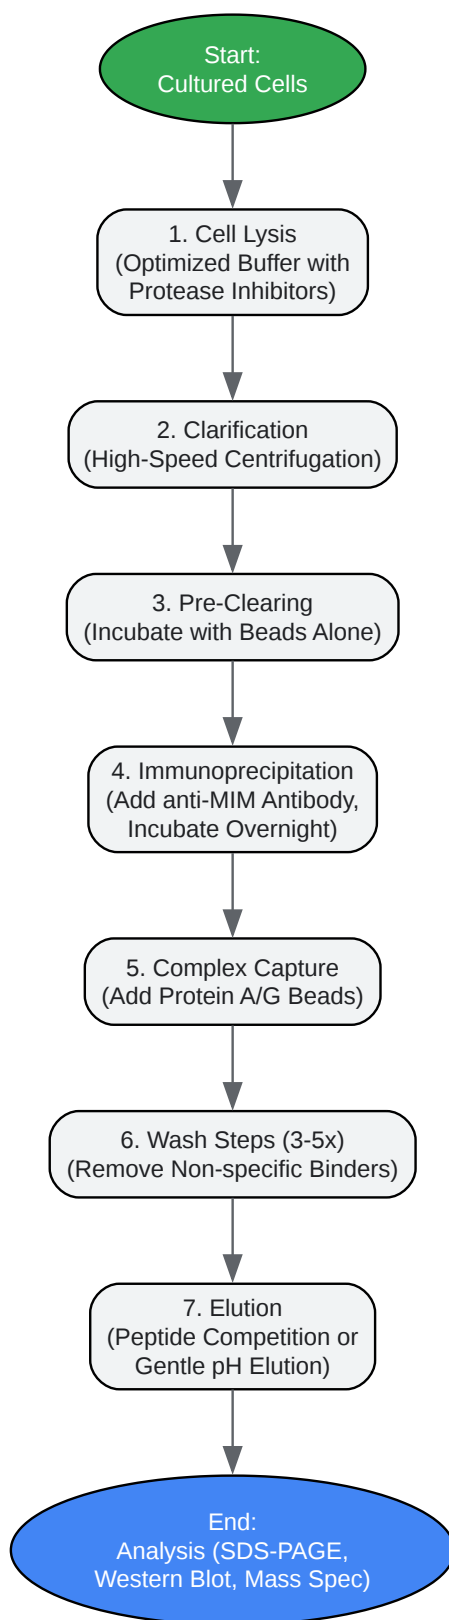 Start:
Cultured Cells
1. Cell Lysis
(Optimized Buffer with
Protease Inhibitors)
2. Clarification
(High-Speed Centrifugation)
3. Pre-Clearing
(Incubate with Beads Alone)
4. Immunoprecipitation
(Add anti-MIM Antibody,
Incubate Overnight)
5. Complex Capture
(Add Protein A/G Beads)
6. Wash Steps (3-5x)
(Remove Non-specific Binders)
7. Elution
(Peptide Competition or
Gentle pH Elution)
End:
Analysis (SDS-PAGE,
Western Blot, Mass Spec)